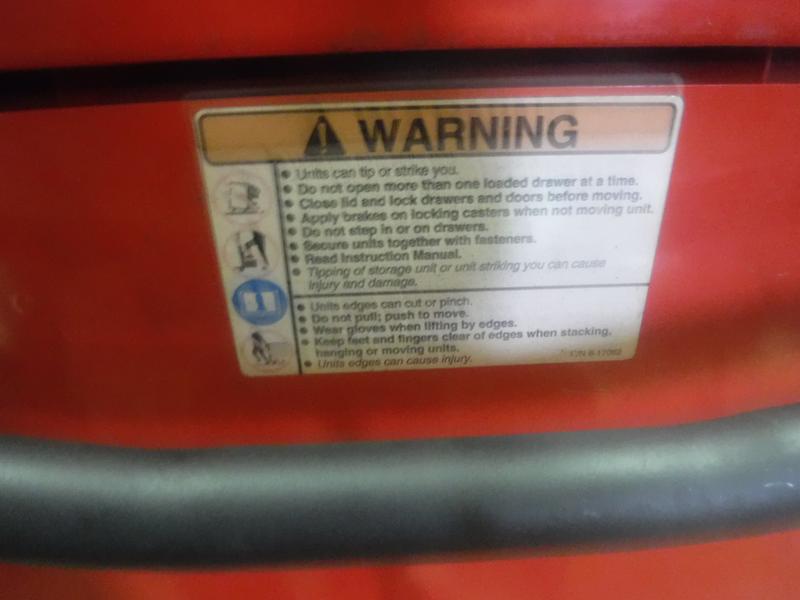 WARNING
• Units can tip or strike you.
• Do not open more than one loaded drawer at a time.
• Close lid and lock drawers and doors before moving.
• Apply brakes on locking casters when not moving unit.
• Do not step in or on drawers.
• Secure units together with fasteners.
• Read Instruction Manual.
• Tipping of storage unit or unit striking you can cause
injury and damage.
• Units edges can cut or pinch.
• Do not pull; push to move.
• Wear gloves when lifting by edges.
• Keep feet and fingers clear of edges when stacking,
hanging or moving units.
• Units edges can cause injury.